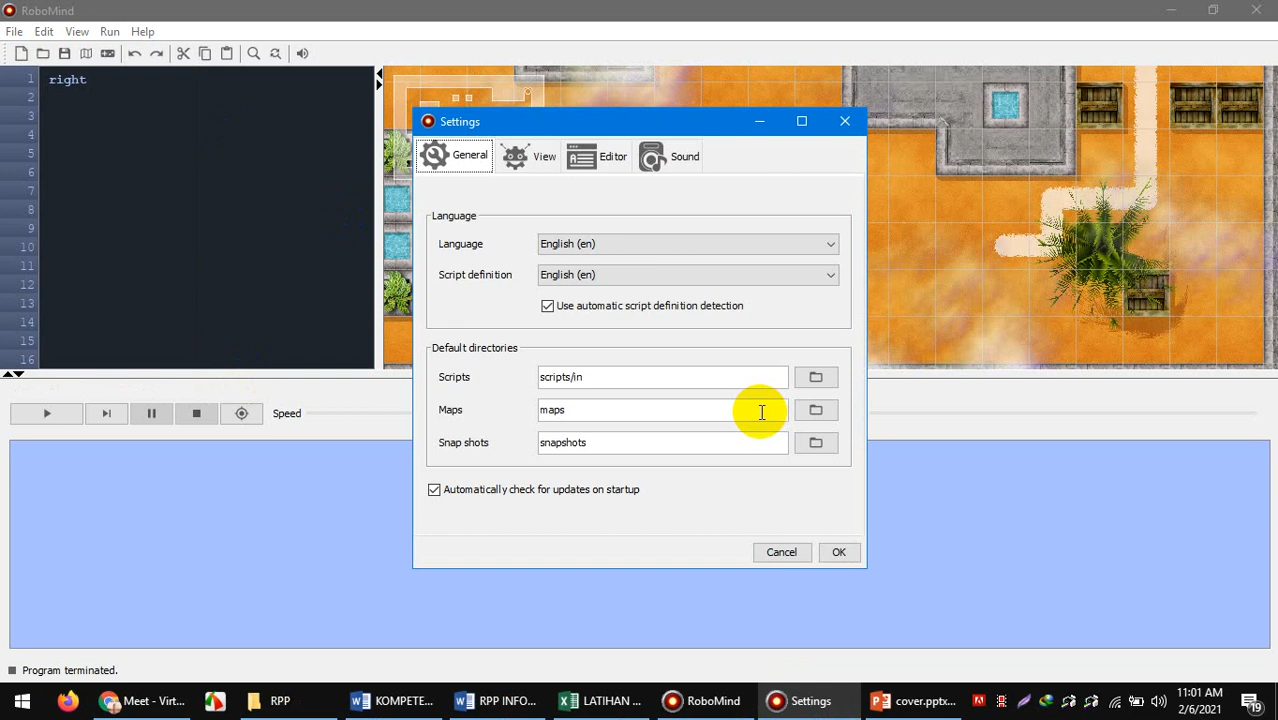 RoboMind
File Edit View Run Help
1 right
2
3
4
5
6
7
8
9
10
11
12
13
14
15
16
Settings
General View Editor Sound
Language
Language English (en)
Script definition English (en)
Use automatic script definition detection
Default directories
Scripts scripts/in
Maps maps
Snap shots snapshots
Automatically check for updates on startup
Cancel OK
Speed
Program terminated.
Meet - Virt... RPP KOMPETE... RPP INFO... LATIHAN ... RoboMind Settings cover.pptx...
11:01 AM
2/6/2021
19